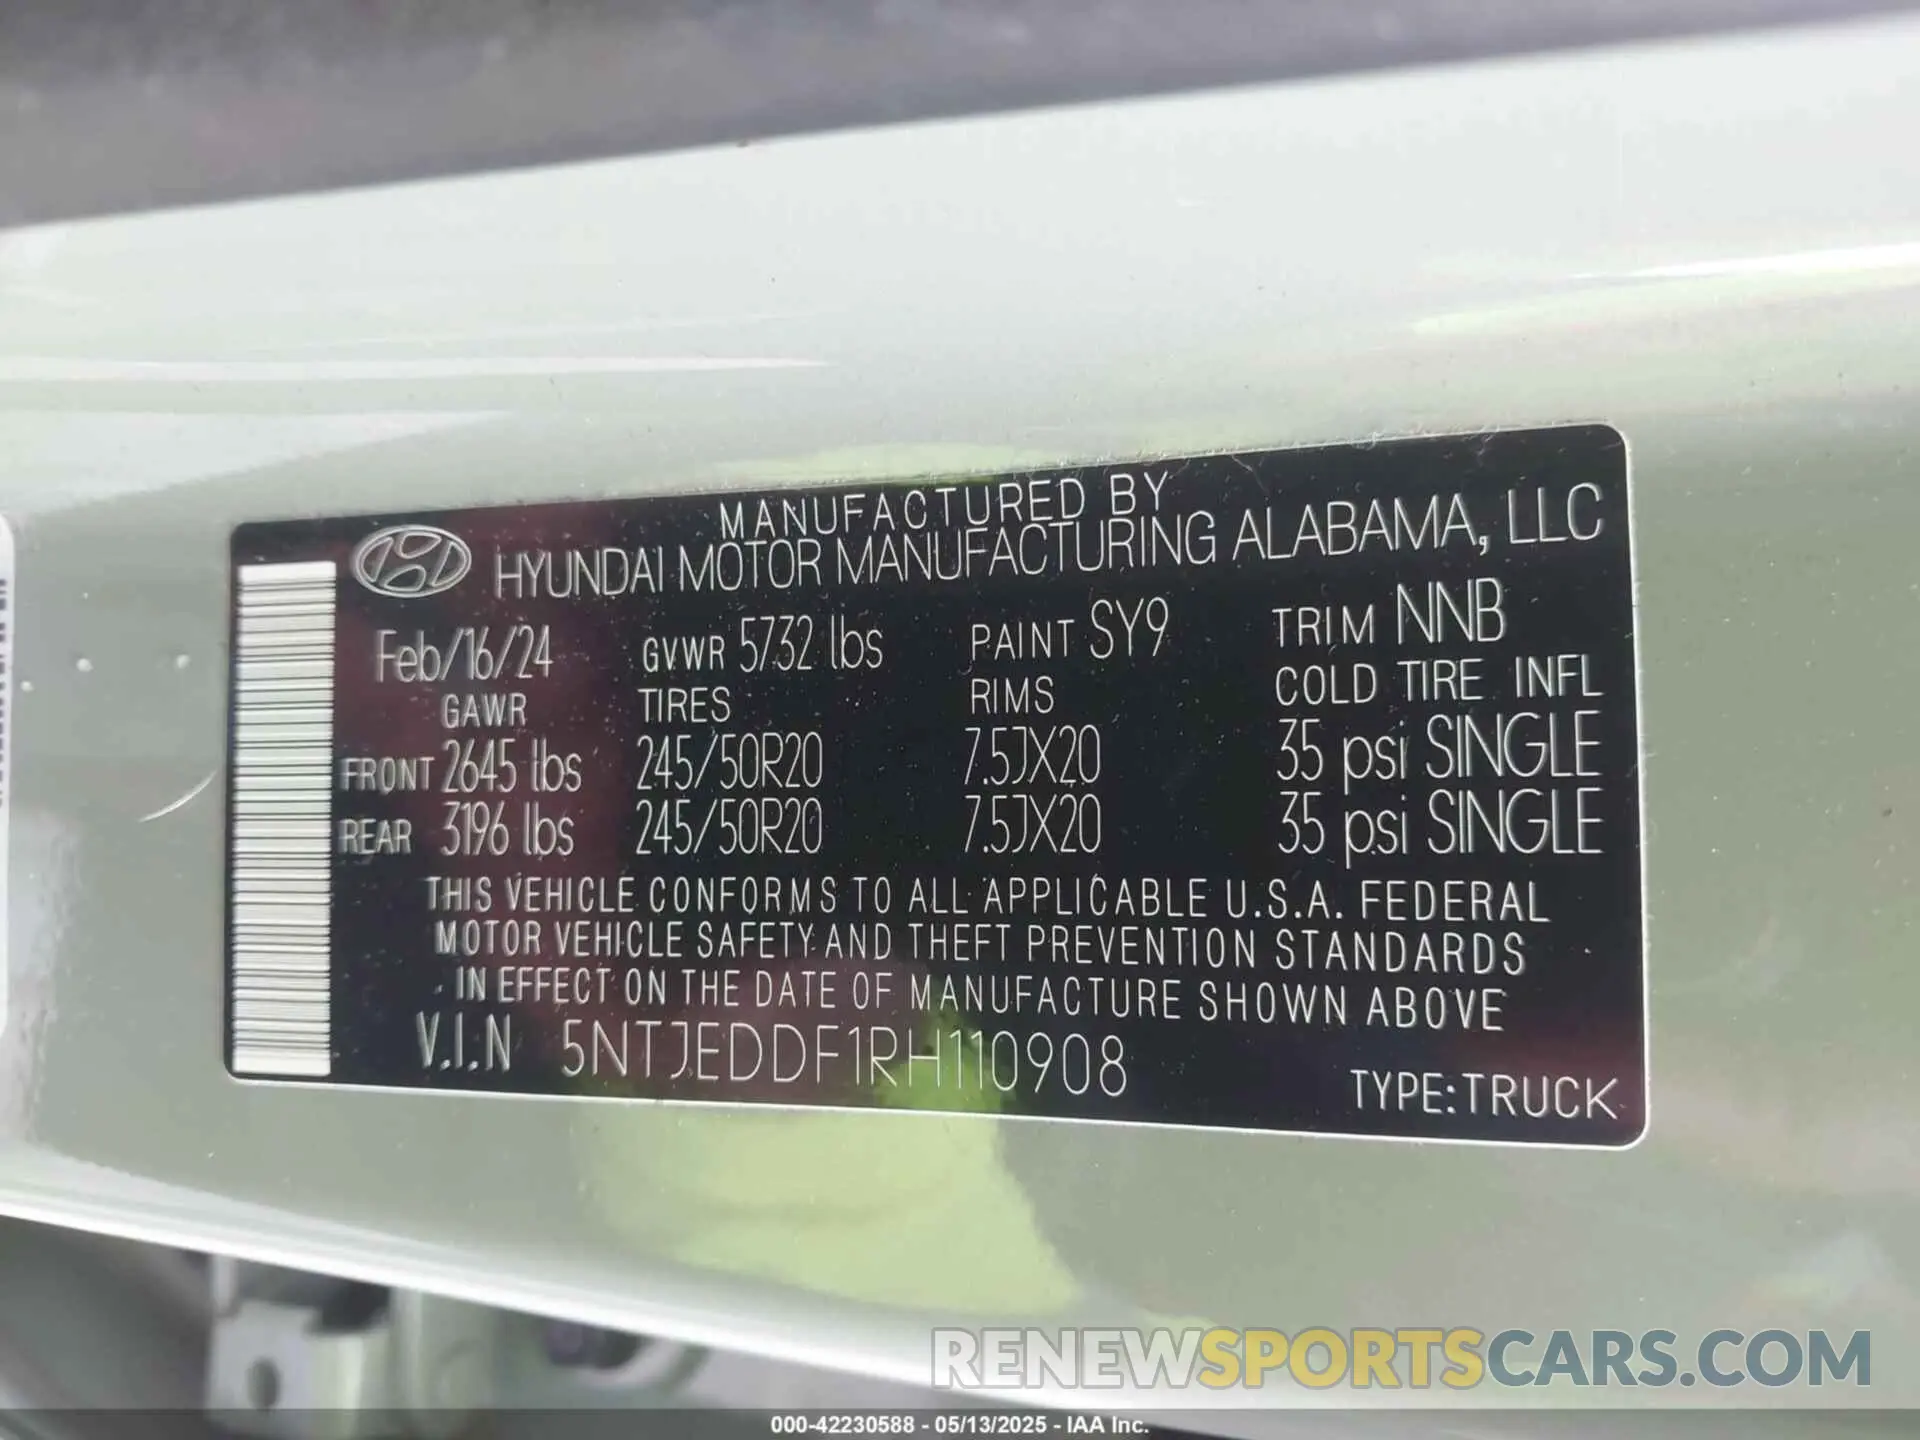 MANUFACTURED BY
HYUNDAI MOTOR MANUFACTURING ALABAMA, LLC
Feb/16/24 GVWR 5732 lbs PAINT SY9 TRIM NNB
GAWR TIRES RIMS COLD TIRE INFL
FRONT 2645 lbs 245/50R20 7.5JX20 35 psi SINGLE
REAR 3196 lbs 245/50R20 7.5JX20 35 psi SINGLE
THIS VEHICLE CONFORMS TO ALL APPLICABLE U.S.A. FEDERAL
MOTOR VEHICLE SAFETY AND THEFT PREVENTION STANDARDS
IN EFFECT ON THE DATE OF MANUFACTURE SHOWN ABOVE
V.I.N 5NTJEDDF1RH110908 TYPE:TRUCK
RENEWSPORTSCARS.COM
000-42230588 - 05/13/2025 - IAA Inc.